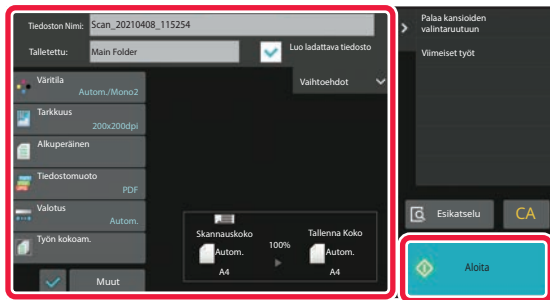 Tiedoston Nimi:
Scan_20210408_115254
Talletettu:
Main Folder
Luo ladattava tiedosto
Väritila
Autom./Mono2
Vaihtoehdot
Tarkkuus
200x200dpi
Alkuperäinen
Tiedostomuoto
PDF
Valotus
Autom.
Työn kokoam.
Muut
Skannauskoko
Autom.
A4
100%
Tallenna Koko
Autom.
A4
Palaa kansioiden
valintaruutuun
Viimeiset työt
Esikatselu
CA
Aloita